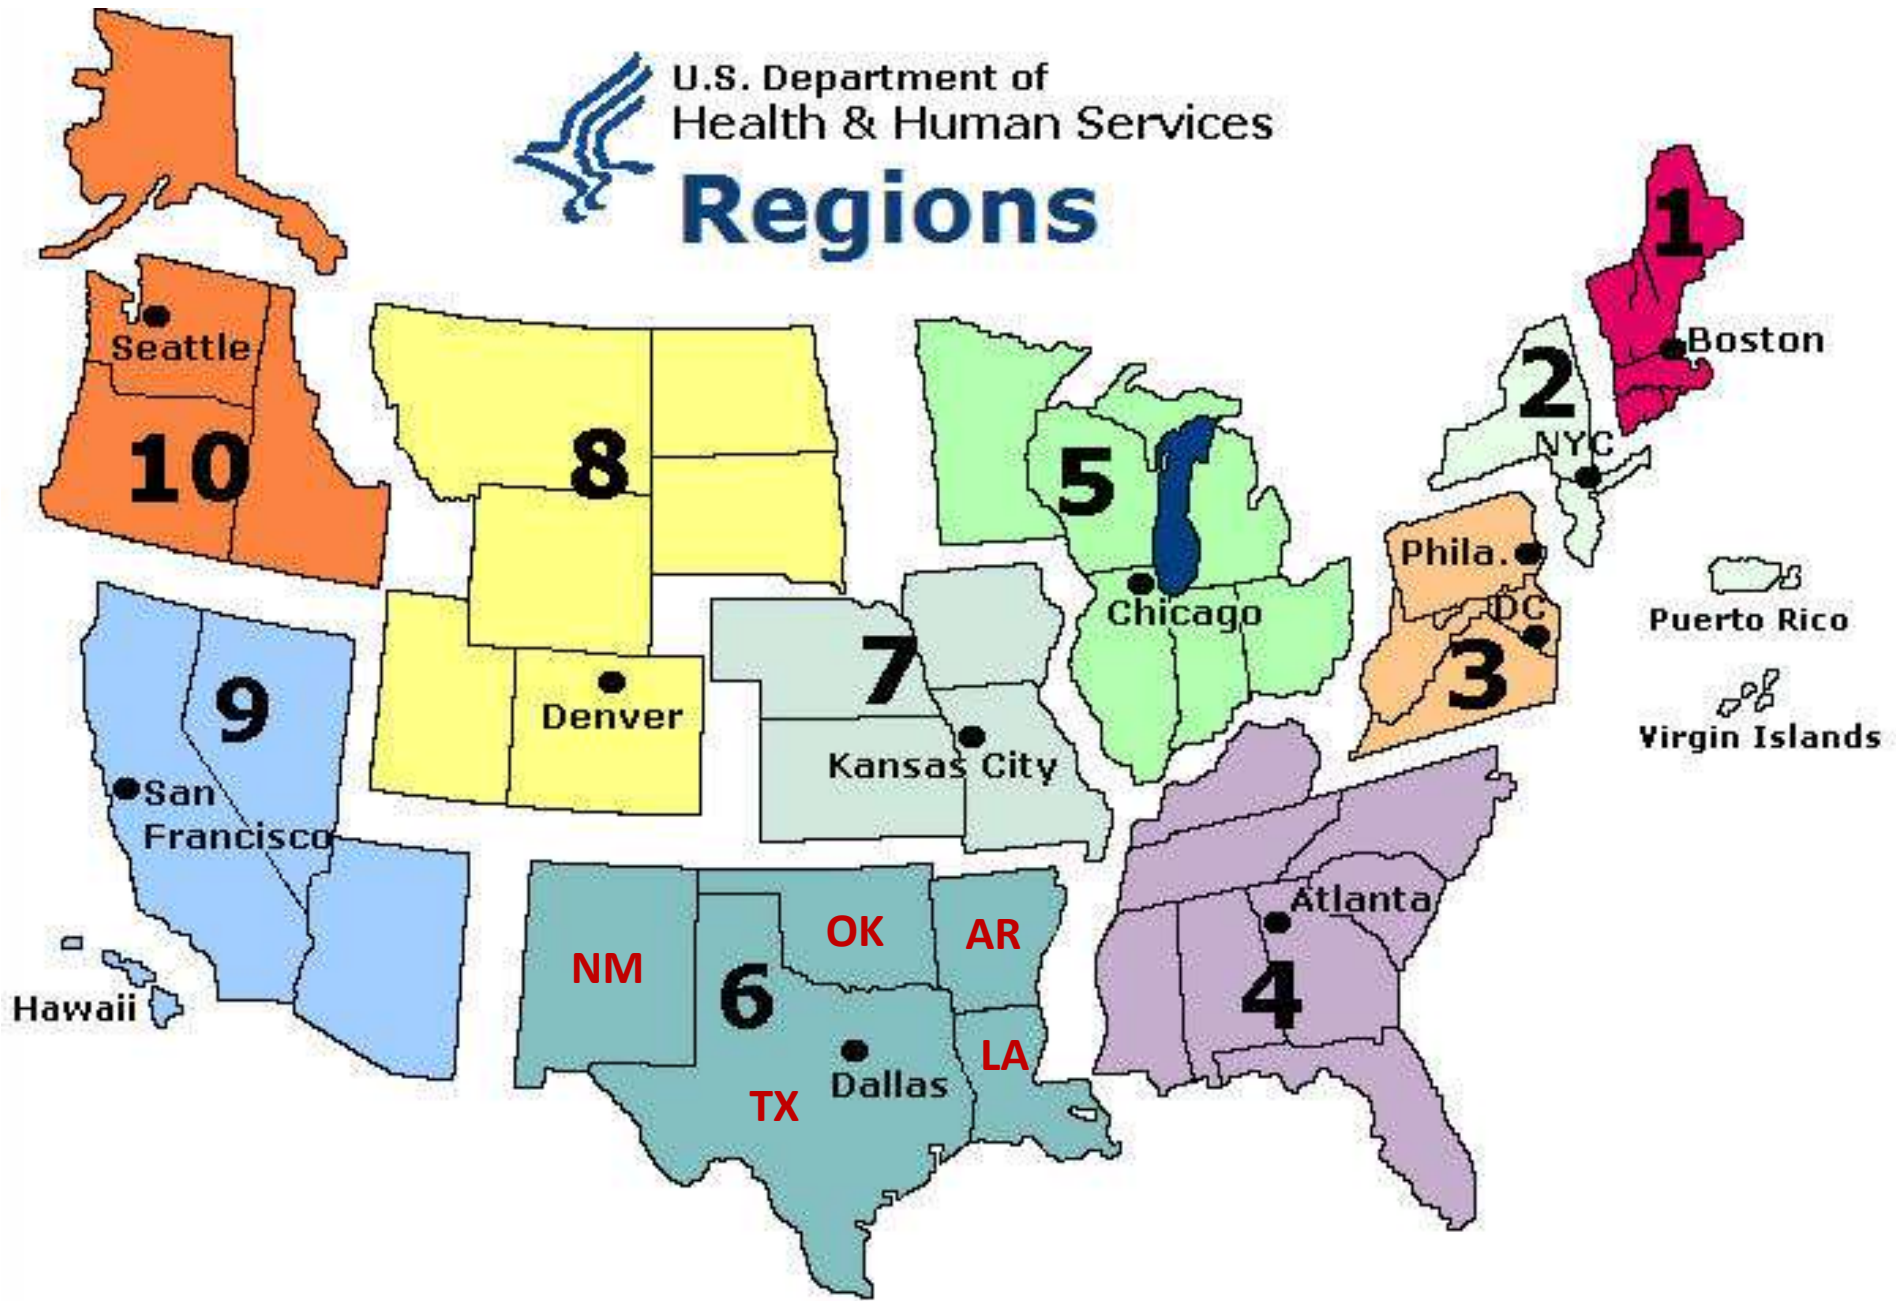 U.S. Department of
Health & Human Services
Regions
1
Seattle
Boston
2
8
10
NYC
5
Phila.
Chicago
DC
Puerto Rico
7
3
9
Denver
Virgin Islands
Kansas City
San
Francisco
Atlanta
OK
AR
NM
6
4
Hawaii
LA
Dallas
TX